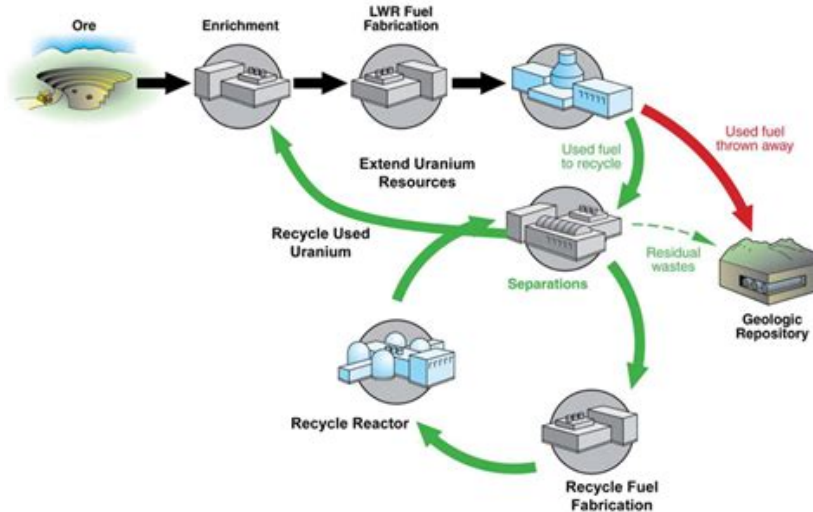 Ore
Enrichment
LWR Fuel
Fabrication
Used fuel
to recycle
Used fuel
thrown away
Extend Uranium
Resources
Recycle Used
Uranium
Separations
Residual
wastes
Geologic
Repository
Recycle Reactor
Recycle Fuel
Fabrication